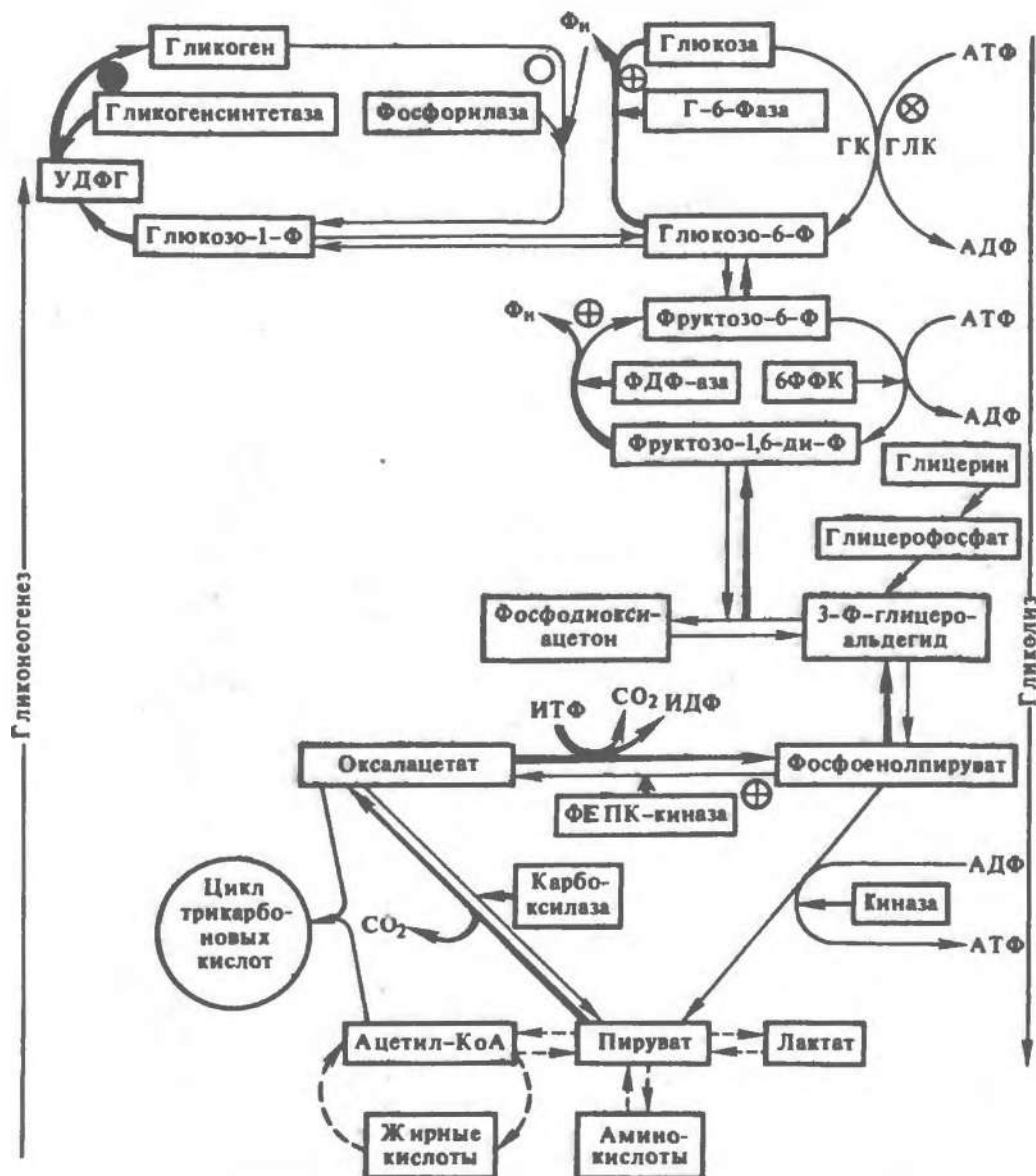 Гликоген
Фн
Глюкоза
АТФ
Гликогенсинтетаза
Фосфорилаза
Г-6-Фаза
ГК
ГЛК
УДФГ
Глюкозо-1-Ф
Глюкозо-6-Ф
АДФ
Фн
Фруктозо-6-Ф
АТФ
ФДФ-аза
6ФФК
АДФ
Фруктозо-1,6-ди-Ф
Глицерин
Глицерофосфат
Фосфодиокси-
ацетон
3-Ф-глицеро-
альдегид
Гликонеогенез
Гликолиз
ИТФ
CO2
ИДФ
Оксалацетат
Фосфоенолпируват
ФЕПК-киназа
Цикл
трикарбо-
новых
кислот
Карбо-
ксилаза
CO2
АДФ
Киназа
АТФ
Ацетил-КоА
Пируват
Лактат
Жирные
кислоты
Амино-
кислоты